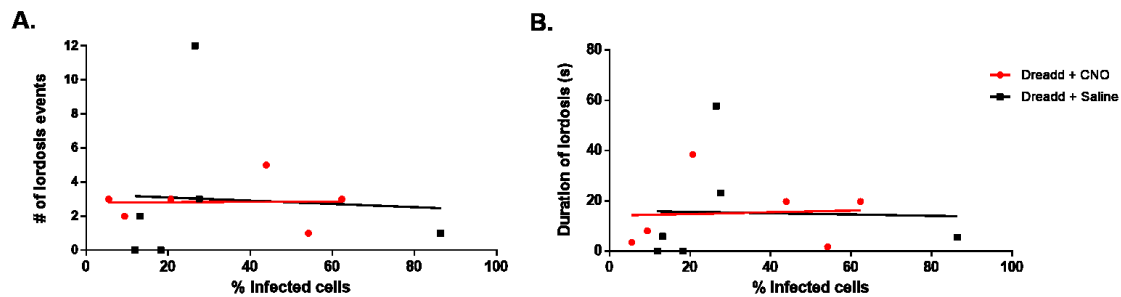 A.
12
10
8
6
4
2
0
# of lordosis events
0 20 40 60 80 100
% Infected cells
B.
80
60
40
20
0
Duration of lordosis (s)
0 20 40 60 80 100
% Infected cells
Dreadd + CNO
Dreadd + Saline